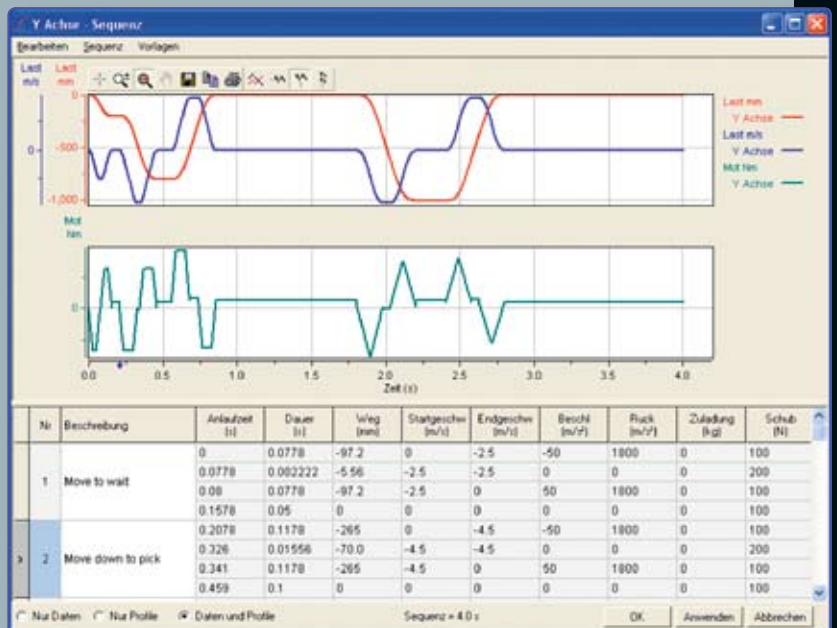 Y Achse - Sequenz
Bearbeiten Sequenz Vorlagen
Last m/s
Last mm
0
0
-500
-1,000
Last mm
Y Achse
Last m/s
Y Achse
Mot Nm
Y Achse
Mot Nm
0
0.0 0.5 1.0 1.5 2.0 2.5 3.0 3.5 4.0
Zeit (s)
Nr Beschreibung Anlaufzeit [s] Dauer [s] Weg [mm] Startgeschw [m/s] Endgeschw [m/s] Beschl [m/s²] Ruck [m/s³] Zuladung [kg] Schub [N]
1 Move to wait
0 0.0778 -97.2 0 -2.5 -50 1800 0 100
0.0778 0.002222 -5.56 -2.5 -2.5 0 0 0 200
0.08 0.0778 -97.2 -2.5 0 50 1800 0 100
0.1578 0.05 0 0 0 0 0 0 100
> 2 Move down to pick
0.2078 0.1178 -265 0 -4.5 -50 1800 0 100
0.326 0.01556 -70.0 -4.5 -4.5 0 0 0 200
0.341 0.1178 -265 -4.5 0 50 1800 0 100
0.459 0.1 0 0 0 0 0 0 100
Nur Daten Nur Profile Daten und Profile Sequenz = 4.0 s OK Anwenden Abbrechen